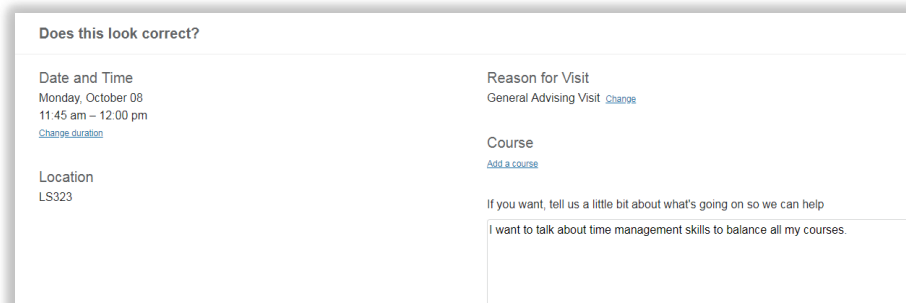 Does this look correct?
Date and Time
Monday, October 08
11:45 am – 12:00 pm
Change duration
Location
LS323
Reason for Visit
General Advising Visit Change
Course
Add a course
If you want, tell us a little bit about what's going on so we can help
I want to talk about time management skills to balance all my courses.